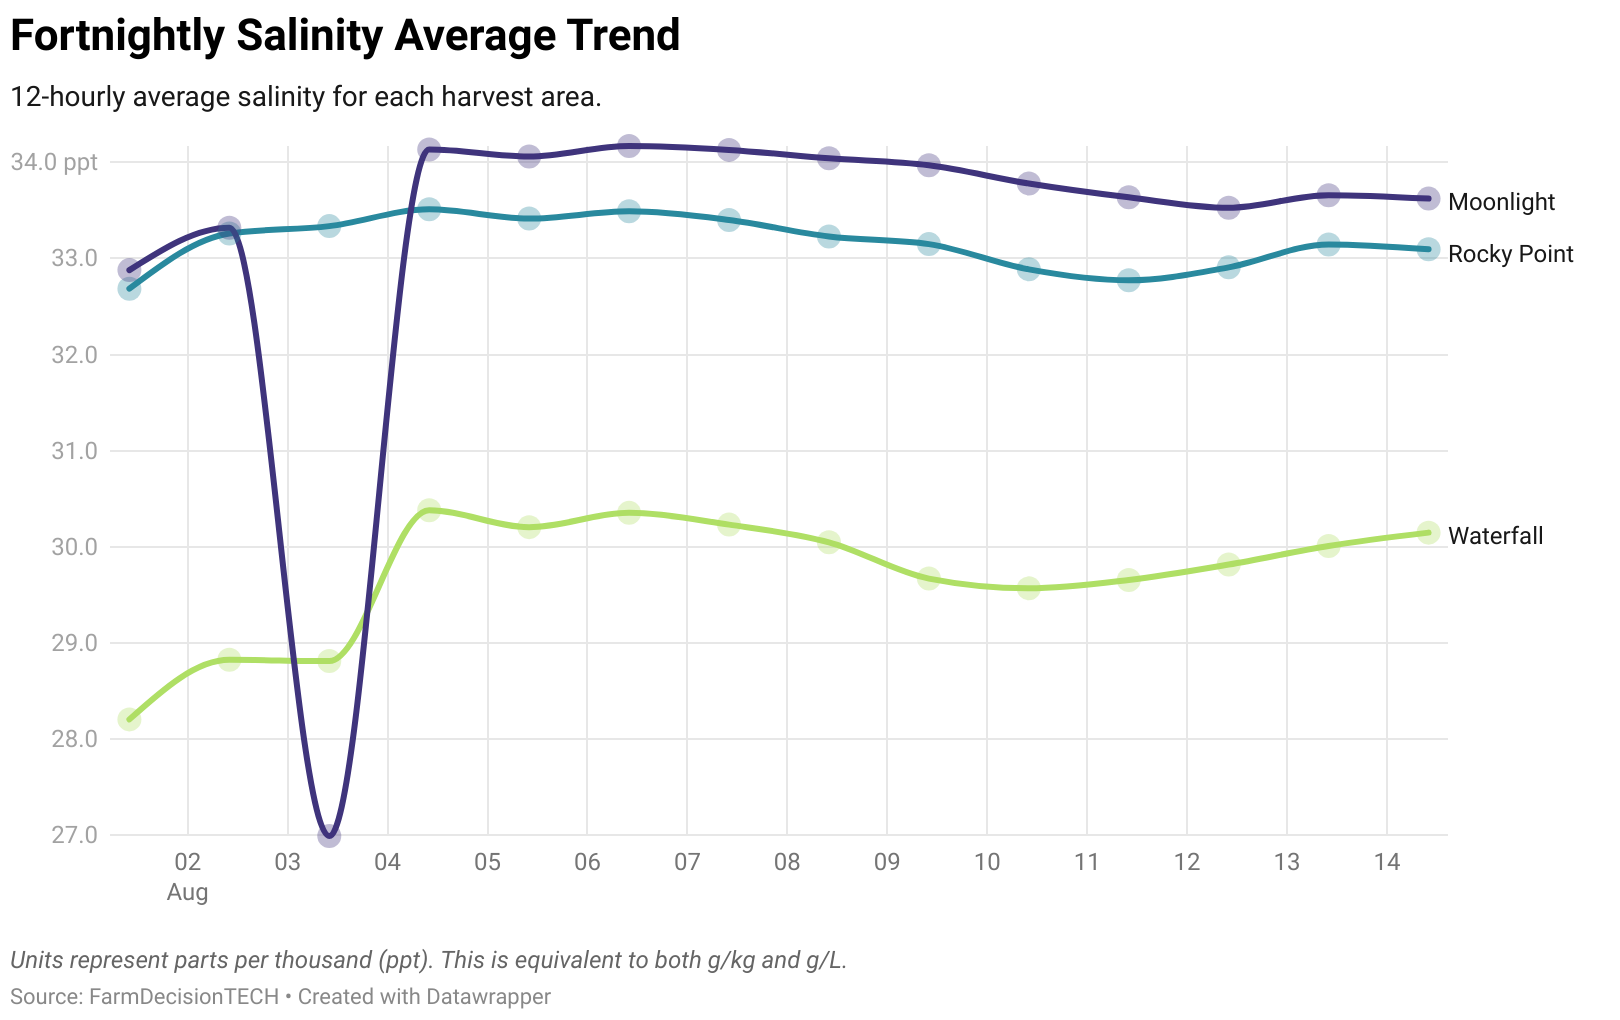 Fortnightly Salinity Average Trend
12-hourly average salinity for each harvest area.
34.0 ppt
33.0
32.0
31.0
30.0
29.0
28.0
27.0
Moonlight
Rocky Point
Waterfall
02 03 04 05 06 07 08 09 10 11 12 13 14
Aug
Units represent parts per thousand (ppt). This is equivalent to both g/kg and g/L.
Source: FarmDecisionTECH • Created with Datawrapper